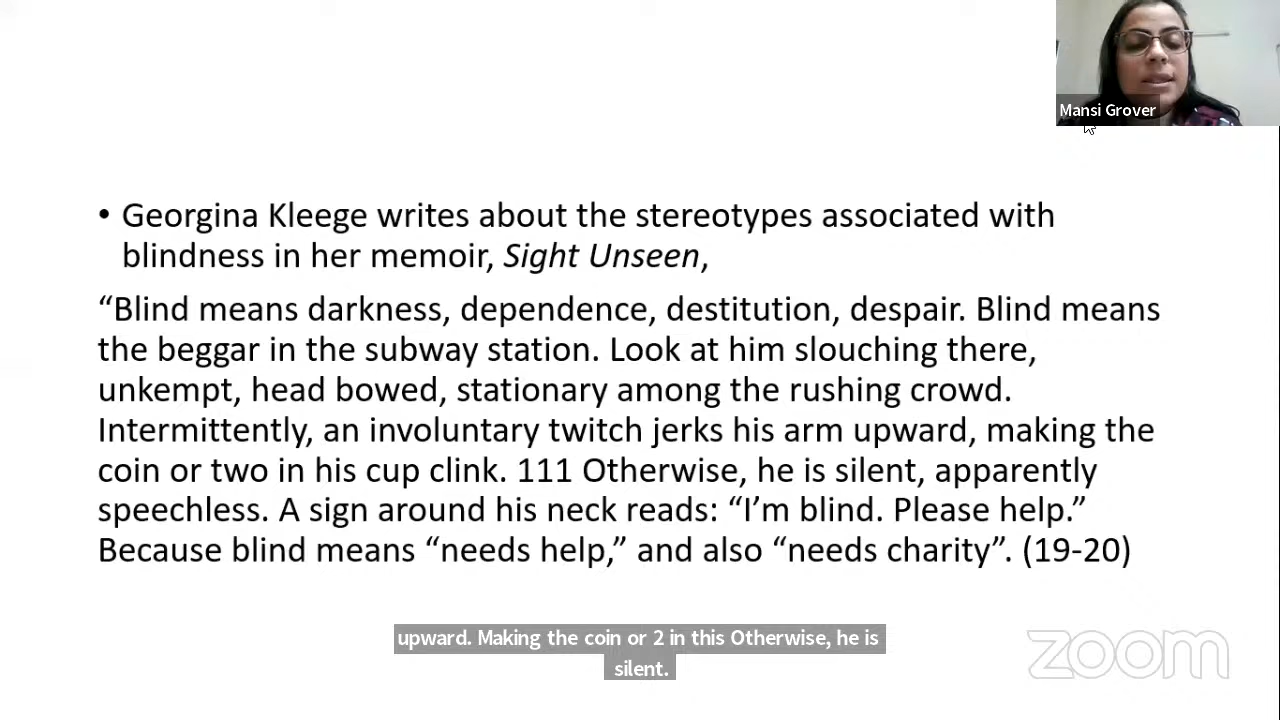 Mansi Grover
• Georgina Kleege writes about the stereotypes associated with
blindness in her memoir, Sight Unseen,
“Blind means darkness, dependence, destitution, despair. Blind means
the beggar in the subway station. Look at him slouching there,
unkempt, head bowed, stationary among the rushing crowd.
Intermittently, an involuntary twitch jerks his arm upward, making the
coin or two in his cup clink. 111 Otherwise, he is silent, apparently
speechless. A sign around his neck reads: “I’m blind. Please help.”
Because blind means “needs help,” and also “needs charity”. (19-20)
upward. Making the coin or 2 in this Otherwise, he is
silent.
zoom